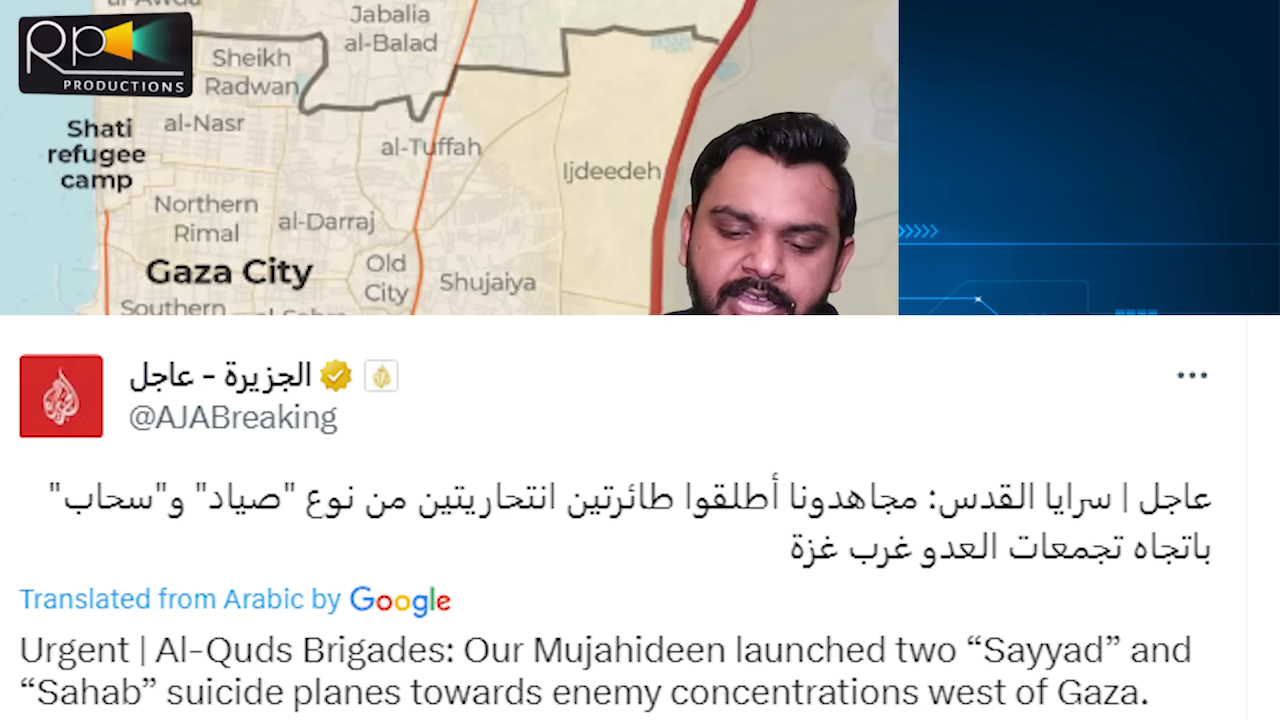 al-Awda
RP
PRODUCTIONS
Jabalia
al-Balad
Sheikh
Radwan
Shati
refugee
camp
al-Nasr
al-Tuffah
Ijdeedeh
Northern
Rimal
al-Darraj
Gaza City
Old
City
Shujaiya
Southern
الجزيرة - عاجل
@AJABreaking
عاجل | سرايا القدس: مجاهدونا أطلقوا طائرتين انتحاريتين من نوع "صياد" و"سحاب"
باتجاه تجمعات العدو غرب غزة
Translated from Arabic by Google
Urgent | Al-Quds Brigades: Our Mujahideen launched two “Sayyad” and
“Sahab” suicide planes towards enemy concentrations west of Gaza.